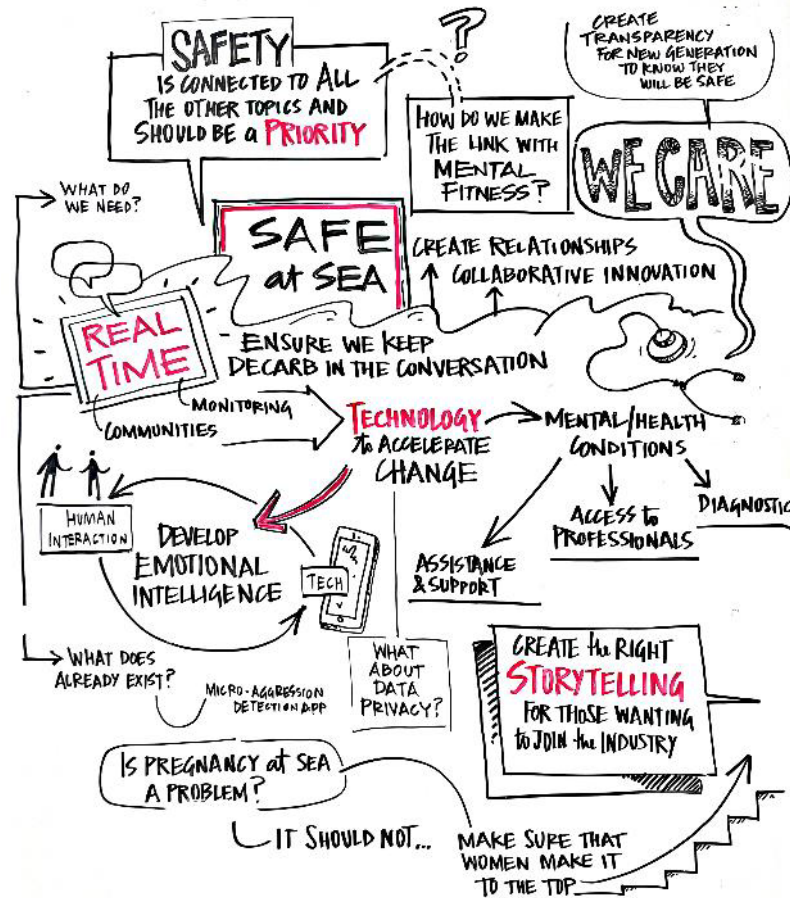 SAFETY
IS CONNECTED TO ALL
THE OTHER TOPICS AND
SHOULD BE a PRIORITY
?
HOW DO WE MAKE
THE LINK WITH
MENTAL
FITNESS?
CREATE
TRANSPARENCY
FOR NEW GENERATION
TO KNOW THEY
WILL BE SAFE
WE CARE
WHAT DO
WE NEED?
SAFE
at SEA
CREATE RELATIONSHIPS
COLLABORATIVE INNOVATION
REAL
TIME
- ENSURE WE KEEP
DECARB IN THE CONVERSATION
MONITORING
COMMUNITIES
TECHNOLOGY
to ACCELERATE
CHANGE
MENTAL/HEALTH
CONDITIONS
ASSISTANCE
& SUPPORT
ACCESS to
PROFESSIONALS
DIAGNOSTIC
HUMAN
INTERACTION
DEVELOP
EMOTIONAL
INTELLIGENCE
TECH
WHAT DOES
ALREADY EXIST?
MICRO-AGGRESSION
DETECTION APP
WHAT
ABOUT
DATA
PRIVACY?
CREATE the RIGHT
STORYTELLING
FOR THOSE WANTING
to JOIN the INDUSTRY
IS PREGNANCY at SEA
A PROBLEM?
IT SHOULD NOT...
MAKE SURE THAT
WOMEN MAKE IT
TO THE TOP